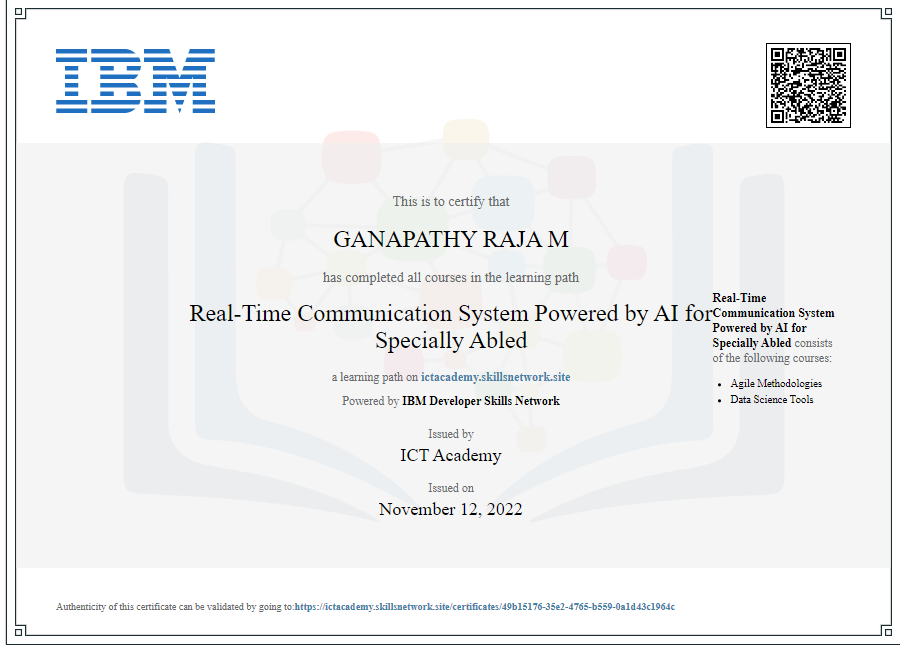 IBM
This is to certify that
GANAPATHY RAJA M
has completed all courses in the learning path
Real-Time Communication System Powered by AI for
Specially Abled
a learning path on ictacademy.skillsnetwork.site
Powered by IBM Developer Skills Network
Issued by
ICT Academy
Issued on
November 12, 2022
Real-Time
Communication System
Powered by AI for
Specially Abled consists
of the following courses:
• Agile Methodologies
• Data Science Tools
Authenticity of this certificate can be validated by going to:https://ictacademy.skillsnetwork.site/certificates/49b15176-35e2-4765-b559-0a1d43c1964c